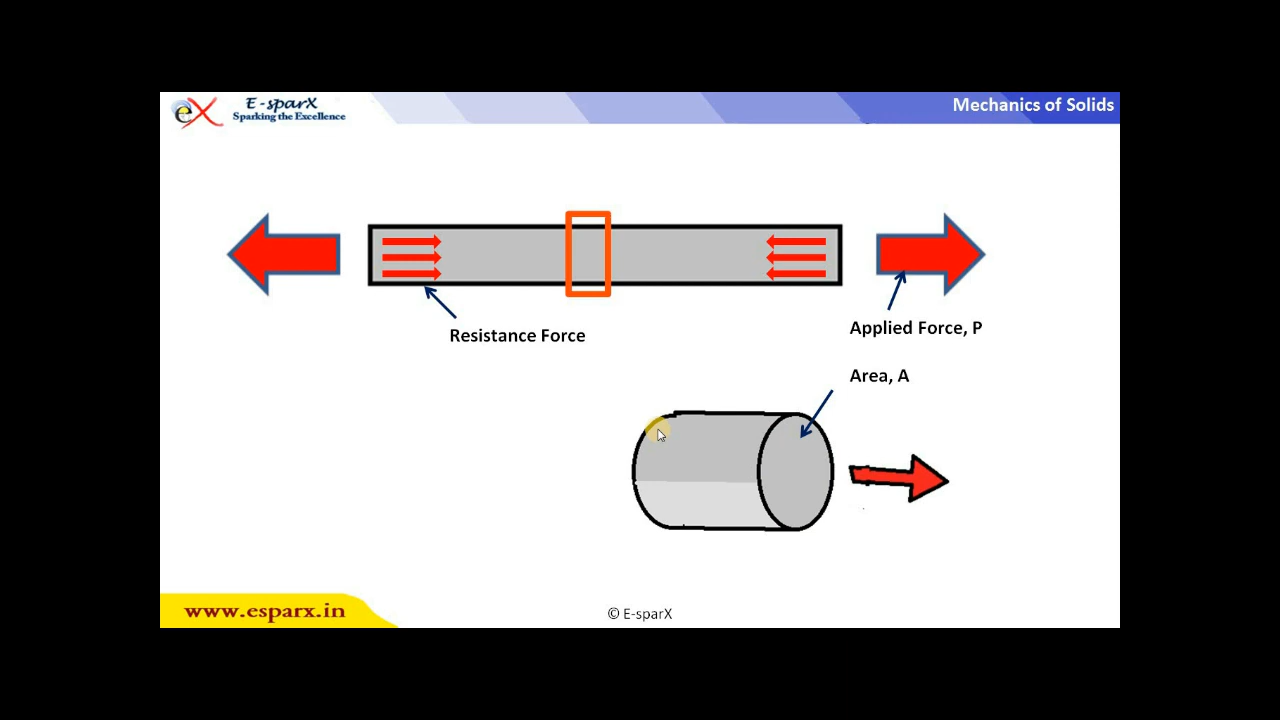 E-sparX
Sparking the Excellence
Mechanics of Solids
Resistance Force
Applied Force, P
Area, A
www.esparx.in
© E-sparX